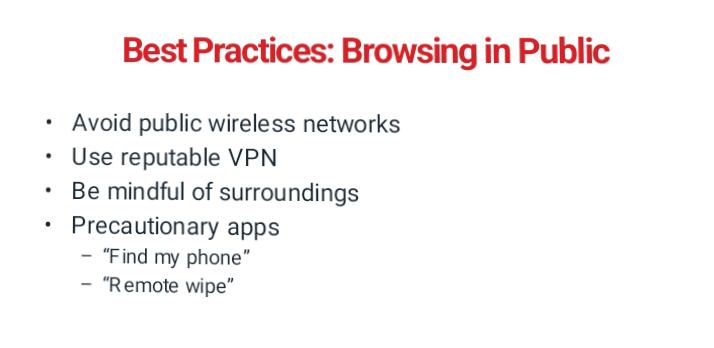 Best Practices: Browsing in Public
• Avoid public wireless networks
• Use reputable VPN
• Be mindful of surroundings
• Precautionary apps
– “Find my phone”
– “Remote wipe”